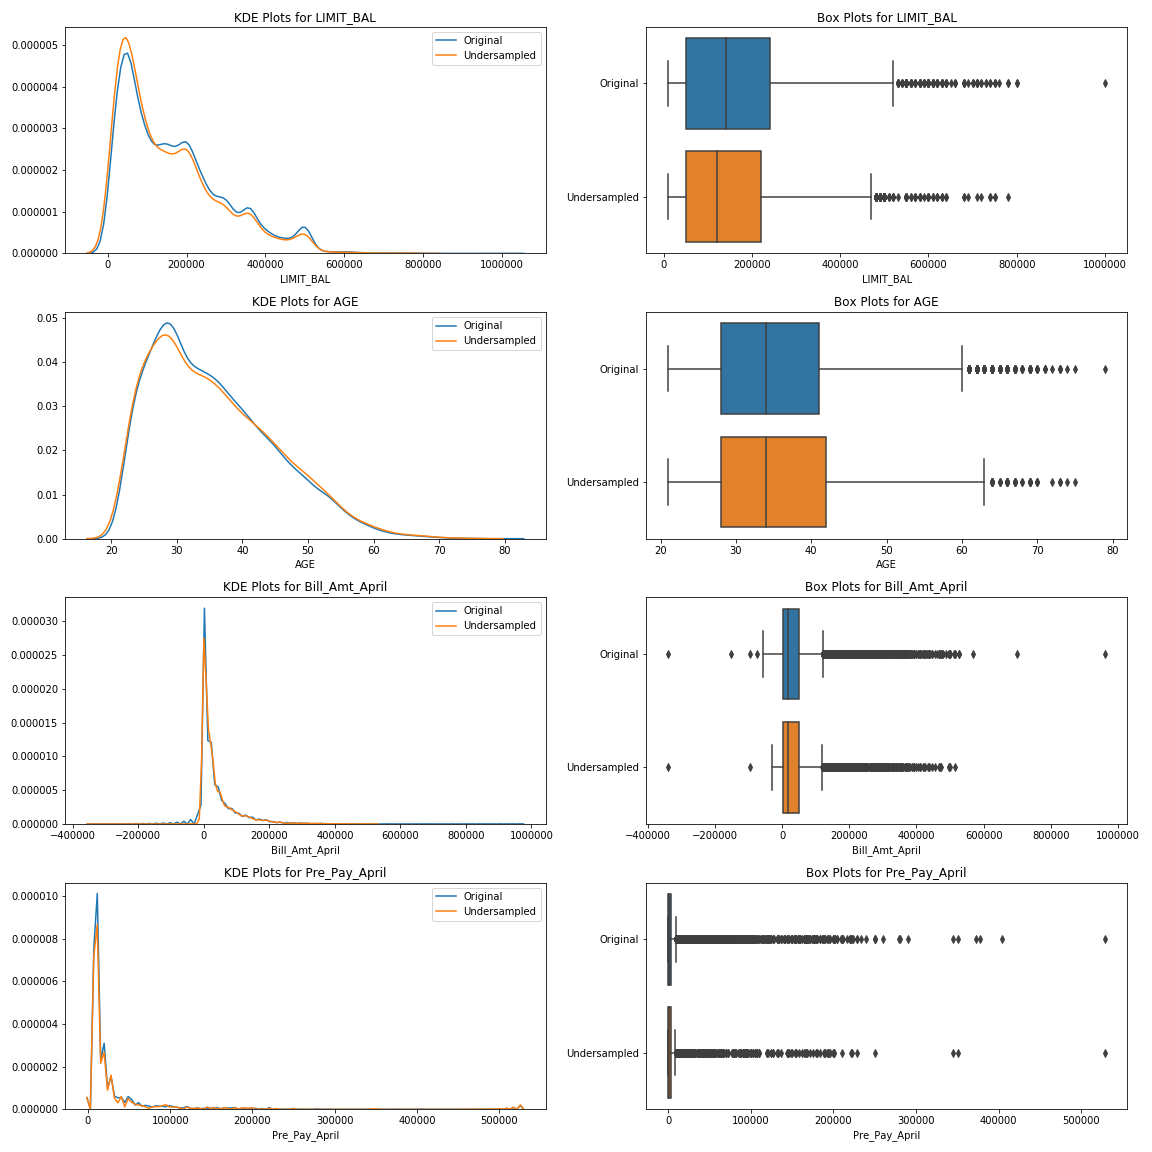 KDE Plots for LIMIT_BAL
0.000005
0.000004
0.000003
0.000002
0.000001
0.000000
Original
Undersampled
0 200000 400000 600000 800000 1000000
LIMIT_BAL
Box Plots for LIMIT_BAL
Original
Undersampled
0 200000 400000 600000 800000 1000000
LIMIT_BAL
KDE Plots for AGE
0.05
0.04
0.03
0.02
0.01
0.00
Original
Undersampled
20 30 40 50 60 70 80
AGE
Box Plots for AGE
Original
Undersampled
20 30 40 50 60 70 80
AGE
KDE Plots for Bill_Amt_April
0.000030
0.000025
0.000020
0.000015
0.000010
0.000005
0.000000
Original
Undersampled
−400000 −200000 0 200000 400000 600000 800000 1000000
Bill_Amt_April
Box Plots for Bill_Amt_April
Original
Undersampled
−400000 −200000 0 200000 400000 600000 800000 1000000
Bill_Amt_April
KDE Plots for Pre_Pay_April
0.000010
0.000008
0.000006
0.000004
0.000002
0.000000
Original
Undersampled
0 100000 200000 300000 400000 500000
Pre_Pay_April
Box Plots for Pre_Pay_April
Original
Undersampled
0 100000 200000 300000 400000 500000
Pre_Pay_April